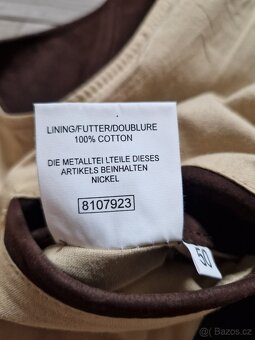 LINING/FUTTER/DOUBLURE
100% COTTON
DIE METALLTEI LTEILE DIESES
ARTIKELS BEINHALTEN
NICKEL
8107923
50
Bazos.cz